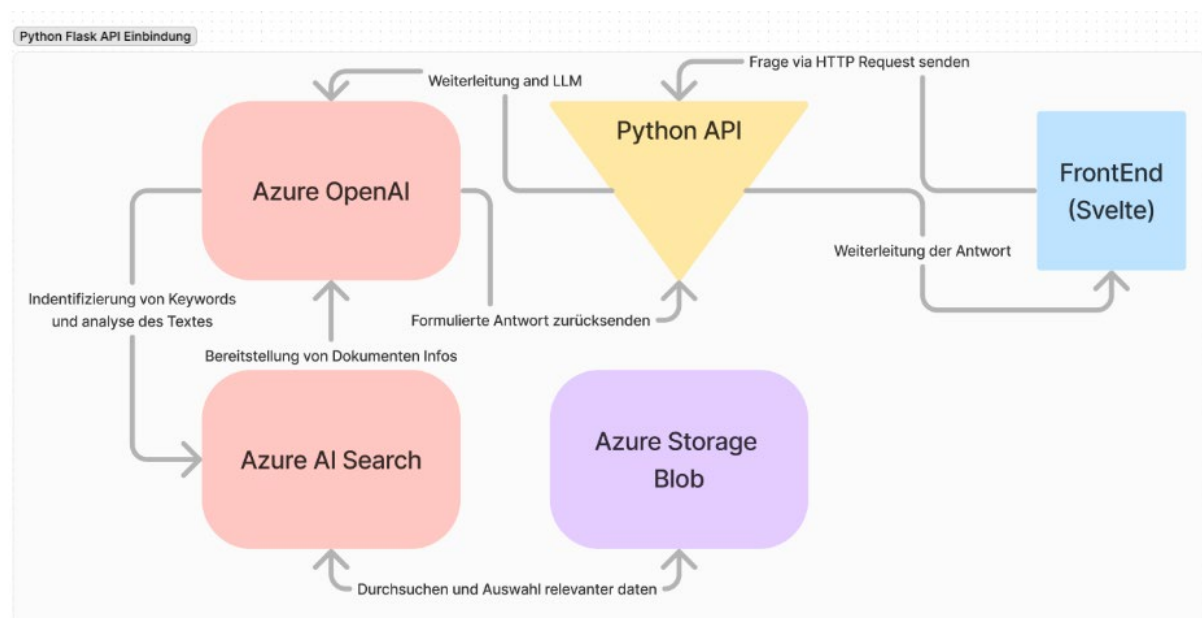 Python Flask API Einbindung
Weiterleitung and LLM
Frage via HTTP Request senden
Python API
Azure OpenAI
FrontEnd
(Svelte)
Weiterleitung der Antwort
Indentifizierung von Keywords
und analyse des Textes
Formulierte Antwort zurücksenden
Bereitstellung von Dokumenten Infos
Azure AI Search
Azure Storage
Blob
Durchsuchen und Auswahl relevanter daten